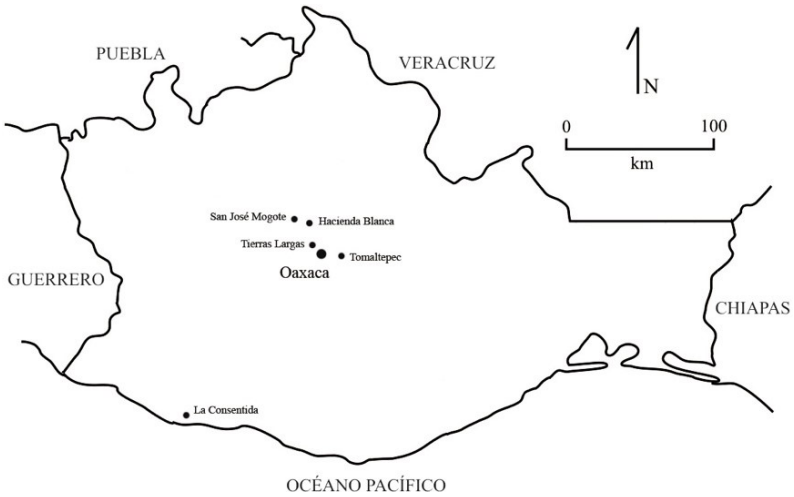 PUEBLA
VERACRUZ
N
0 100
km
San José Mogote
Hacienda Blanca
Tierras Largas
Tomaltepec
Oaxaca
GUERRERO
CHIAPAS
La Consentida
OCÉANO PACÍFICO